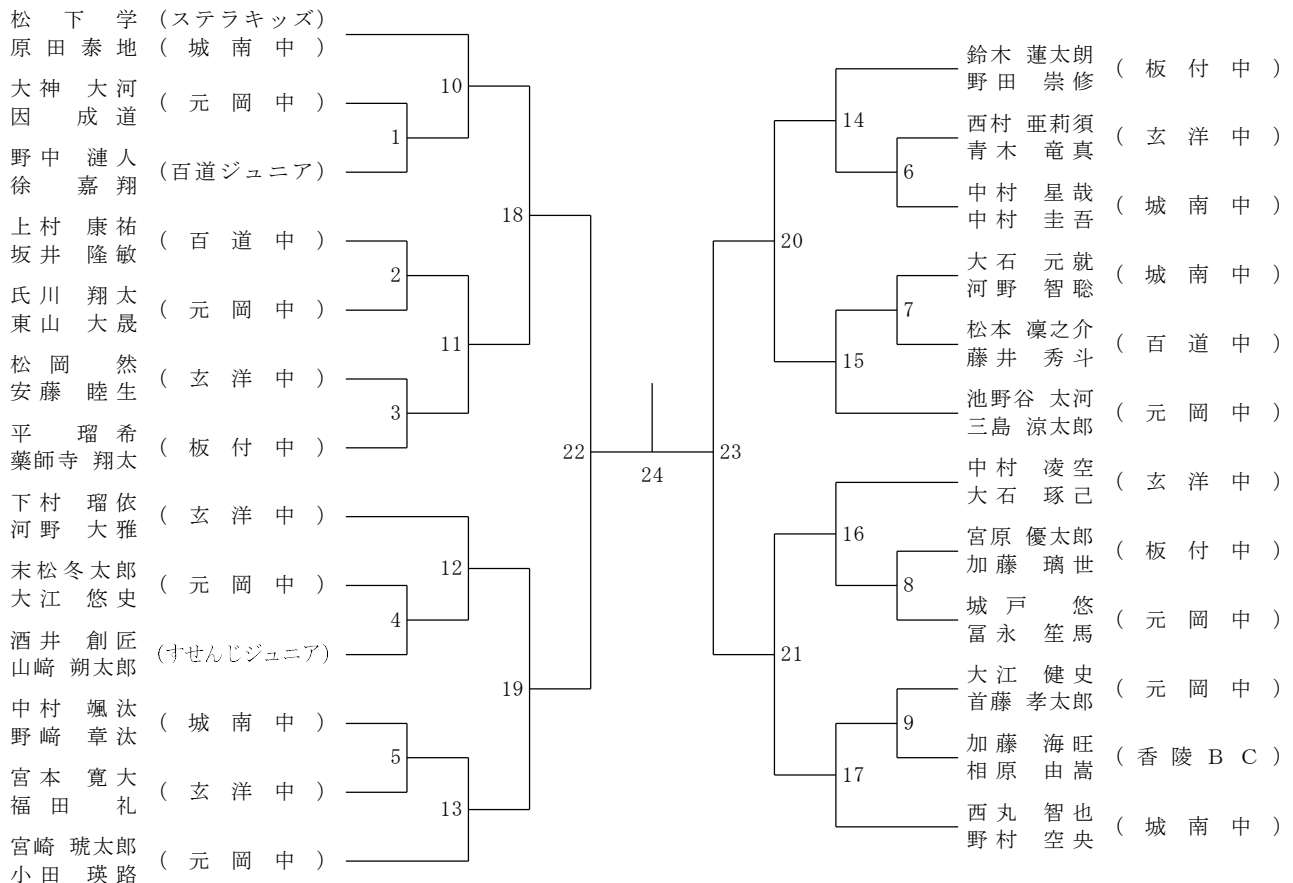 松下 学 (ステラキッズ)
原田泰地 (城南中)
大神 大河 (元岡中)
因 成道
野中 漣人 (百道ジュニア)
徐 嘉翔
上村 康祐 (百道中)
坂井 隆敏
氏川 翔太 (元岡中)
東山 大晟
松岡 然 (玄洋中)
安藤 睦生
平 瑠希 (板付中)
薬師寺 翔太
下村 瑠依 (玄洋中)
河野 大雅
末松冬太郎 (元岡中)
大江 悠史
酒井 創匠 (すせんじジュニア)
山﨑 朔太郎
中村 颯汰 (城南中)
野﨑 章汰
宮本 寛大 (玄洋中)
福田 礼
宮崎 琥太郎 (元岡中)
小田 瑛路
1
2
3
4
5
10
11
12
13
18
19
22
24
23
20
21
14
15
16
17
6
7
8
9
鈴木 蓮太朗 (板付中)
野田 崇修
西村 亜莉須 (玄洋中)
青木 竜真
中村 星哉 (城南中)
中村 圭吾
大石 元就 (城南中)
河野 智聡
松本 凜之介 (百道中)
藤井 秀斗
池野谷 太河 (元岡中)
三島 涼太郎
中村 凌空 (玄洋中)
大石 琢己
宮原 優太郎 (板付中)
加藤 璃世
城戸 悠 (元岡中)
冨永 笙馬
大江 健史 (元岡中)
首藤 孝太郎
加藤 海旺 (香陵BC)
相原 由嵩
西丸 智也 (城南中)
野村 空央